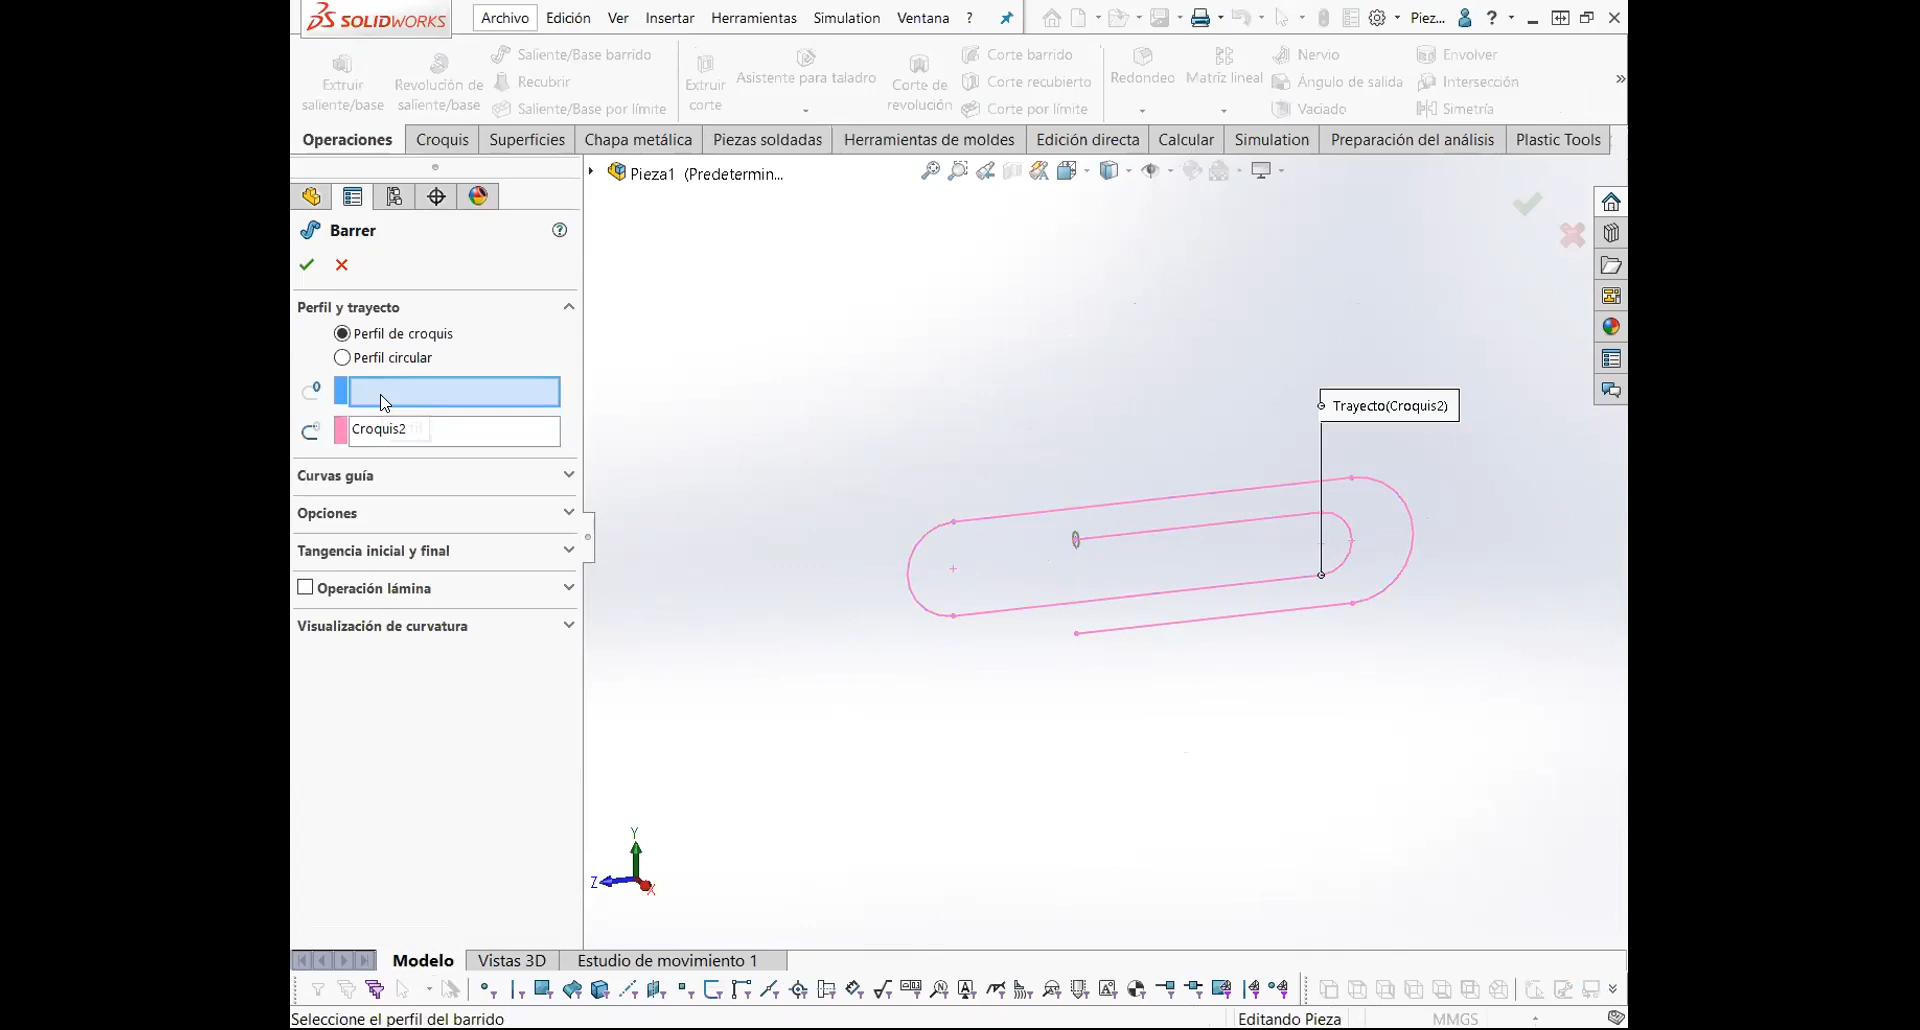 SOLIDWORKS
Archivo Edición Ver Insertar Herramientas Simulation Ventana ?
Piez... ?
Extruir saliente/base
Revolución de saliente/base
Saliente/Base barrido
Recubrir
Saliente/Base por límite
Extruir corte
Asistente para taladro
Corte de revolución
Corte barrido
Corte recubierto
Corte por límite
Redondeo
Matriz lineal
Nervio
Ángulo de salida
Vaciado
Envolver
Intersección
Simetría
»
Operaciones Croquis Superficies Chapa metálica Piezas soldadas Herramientas de moldes Edición directa Calcular Simulation Preparación del análisis Plastic Tools
Pieza1 (Predetermin...
Barrer
?
Perfil y trayecto
Perfil de croquis
Perfil circular
Croquis2
Curvas guía
Opciones
Tangencia inicial y final
Operación lámina
Visualización de curvatura
Trayecto(Croquis2)
Y
Z
X
Modelo Vistas 3D Estudio de movimiento 1
Seleccione el perfil del barrido Editando Pieza MMGS